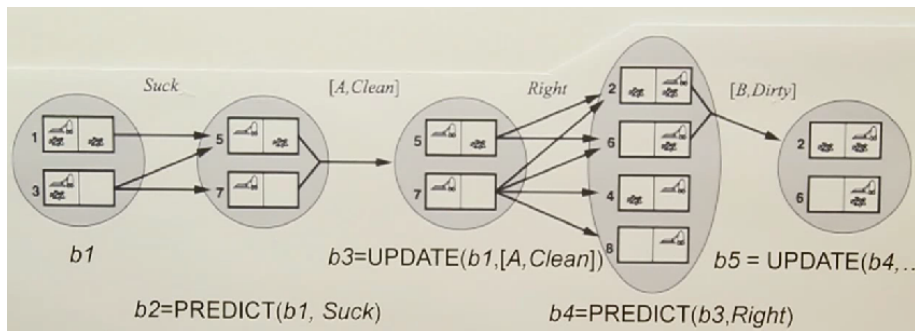 Suck
[A,Clean]
Right
[B,Dirty]
1
3
5
7
5
7
2
6
4
8
2
6
b1
b3=UPDATE(b1,[A,Clean])
b5 = UPDATE(b4,...
b2=PREDICT(b1, Suck)
b4=PREDICT(b3,Right)